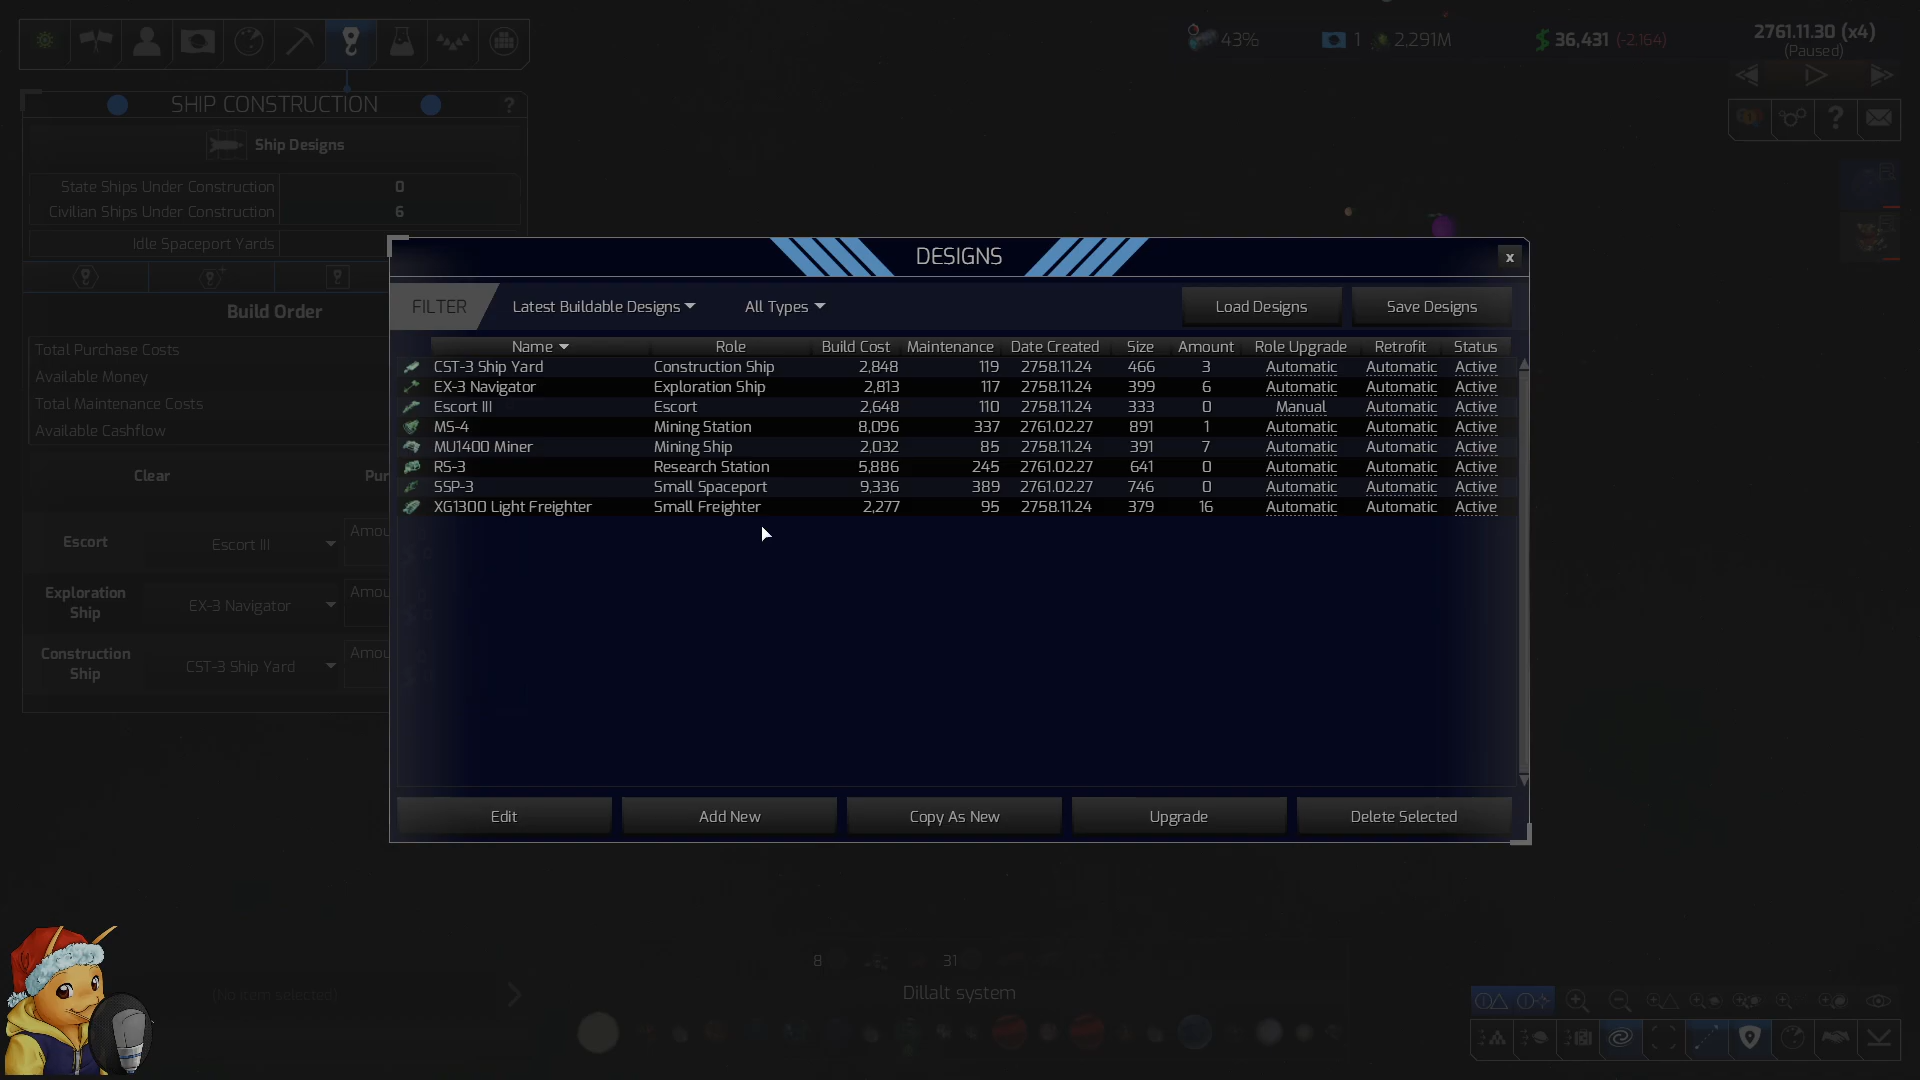 43% 1 2,291M 36,431 (-2,164) 2761.11.30 (x4)
(Paused)
SHIP CONSTRUCTION ?
Ship Designs
State Ships Under Construction 0
Civilian Ships Under Construction 6
Idle Spaceport Yards
Build Order
Total Purchase Costs
Available Money
Total Maintenance Costs
Available Cashflow
Clear Pur
Escort Escort III Amou
Exploration Ship EX-3 Navigator Amou
Construction Ship CST-3 Ship Yard Amou
DESIGNS x
FILTER Latest Buildable Designs All Types Load Designs Save Designs
Name Role Build Cost Maintenance Date Created Size Amount Role Upgrade Retrofit Status
CST-3 Ship Yard Construction Ship 2,848 119 2758.11.24 466 3 Automatic Automatic Active
EX-3 Navigator Exploration Ship 2,813 117 2758.11.24 399 6 Automatic Automatic Active
Escort III Escort 2,648 110 2758.11.24 333 0 Manual Automatic Active
MS-4 Mining Station 8,096 337 2761.02.27 891 1 Automatic Automatic Active
MU1400 Miner Mining Ship 2,032 85 2758.11.24 391 7 Automatic Automatic Active
RS-3 Research Station 5,886 245 2761.02.27 641 0 Automatic Automatic Active
SSP-3 Small Spaceport 9,336 389 2761.02.27 746 0 Automatic Automatic Active
XG1300 Light Freighter Small Freighter 2,277 95 2758.11.24 379 16 Automatic Automatic Active
Edit Add New Copy As New Upgrade Delete Selected
8 31
(No item selected) Dillalt system